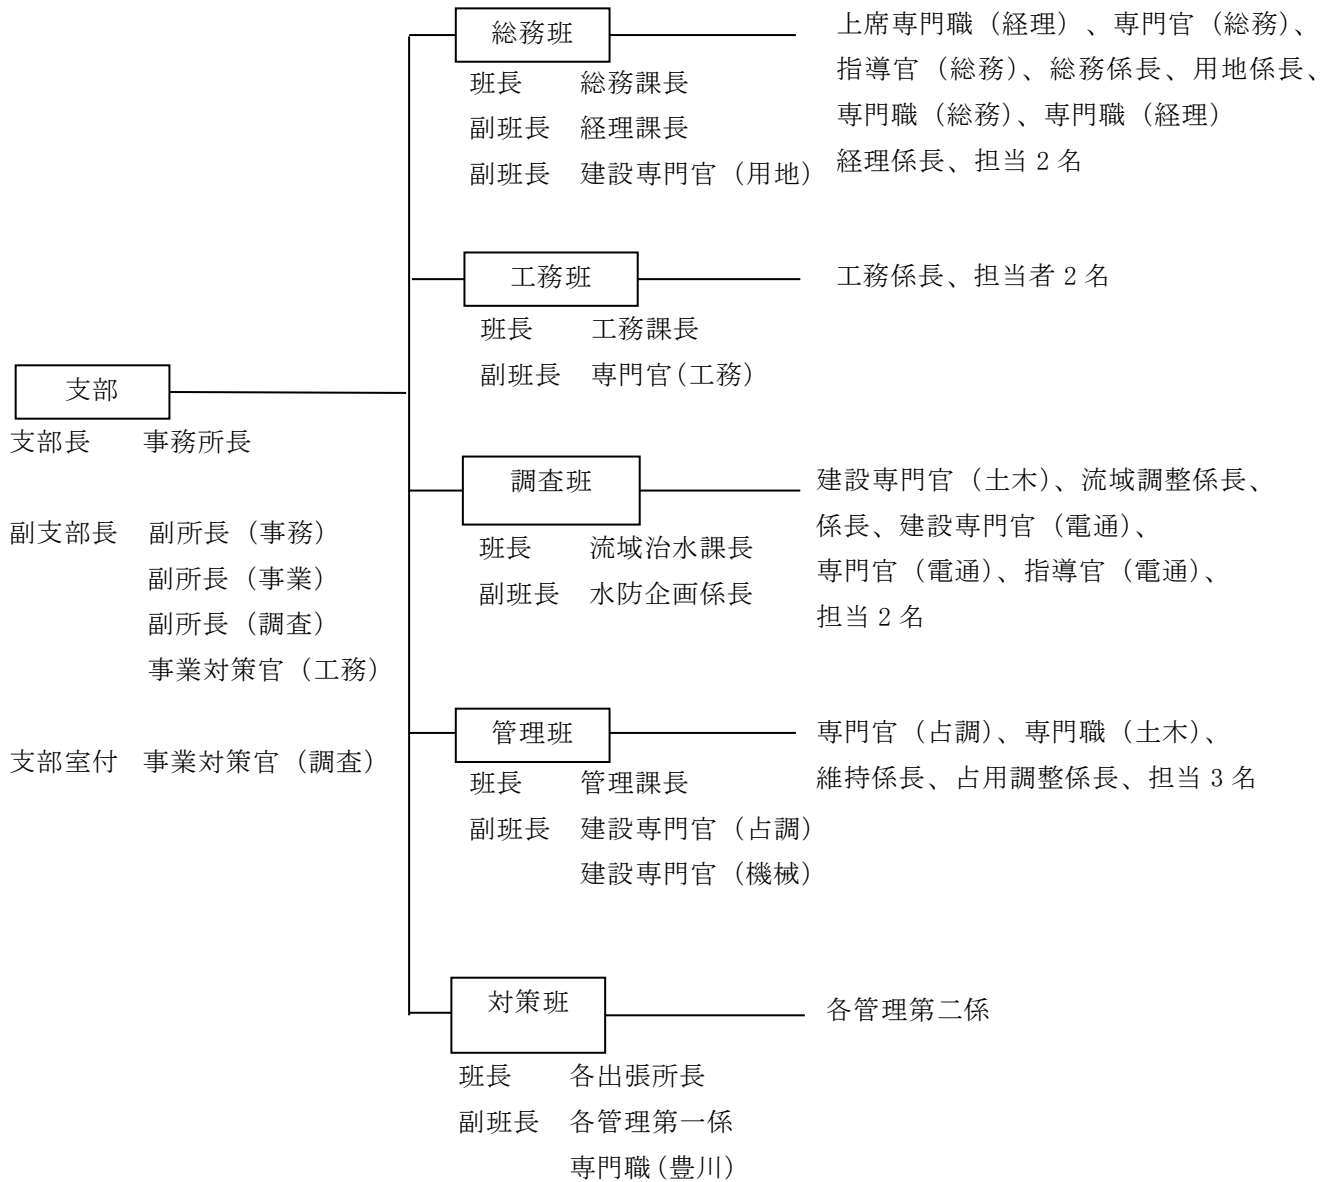 支部
支部長　事務所長
副支部長　副所長（事務）
副所長（事業）
副所長（調査）
事業対策官（工務）
支部室付　事業対策官（調査）
総務班
班長　総務課長
副班長　経理課長
副班長　建設専門官（用地）
上席専門職（経理）、専門官（総務）、
指導官（総務）、総務係長、用地係長、
専門職（総務）、専門職（経理）
経理係長、担当2名
工務班
班長　工務課長
副班長　専門官（工務）
工務係長、担当者2名
調査班
班長　流域治水課長
副班長　水防企画係長
建設専門官（土木）、流域調整係長、
係長、建設専門官（電通）、
専門官（電通）、指導官（電通）、
担当2名
管理班
班長　管理課長
副班長　建設専門官（占調）
建設専門官（機械）
専門官（占調）、専門職（土木）、
維持係長、占用調整係長、担当3名
対策班
班長　各出張所長
副班長　各管理第一係
専門職（豊川）
各管理第二係